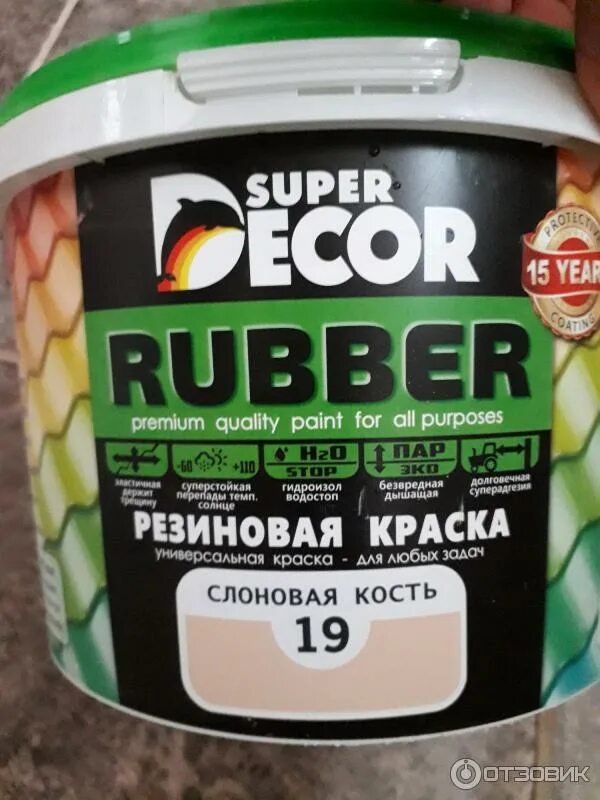 SUPER
DECOR
PROTECTIVE
15 YEAR
COATING
RUBBER
premium quality paint for all purposes
-60 +110
H2O
STOP
ПАР
ЭКО
эластичная
держит
трещину
суперстойкая
перепады темп.
солнце
гидроизол
водостоп
безвредная
дышащая
долговечная
суперадгезия
РЕЗИНОВАЯ КРАСКА
универсальная краска - для любых задач
СЛОНОВАЯ КОСТЬ
19
ОТЗОВИК